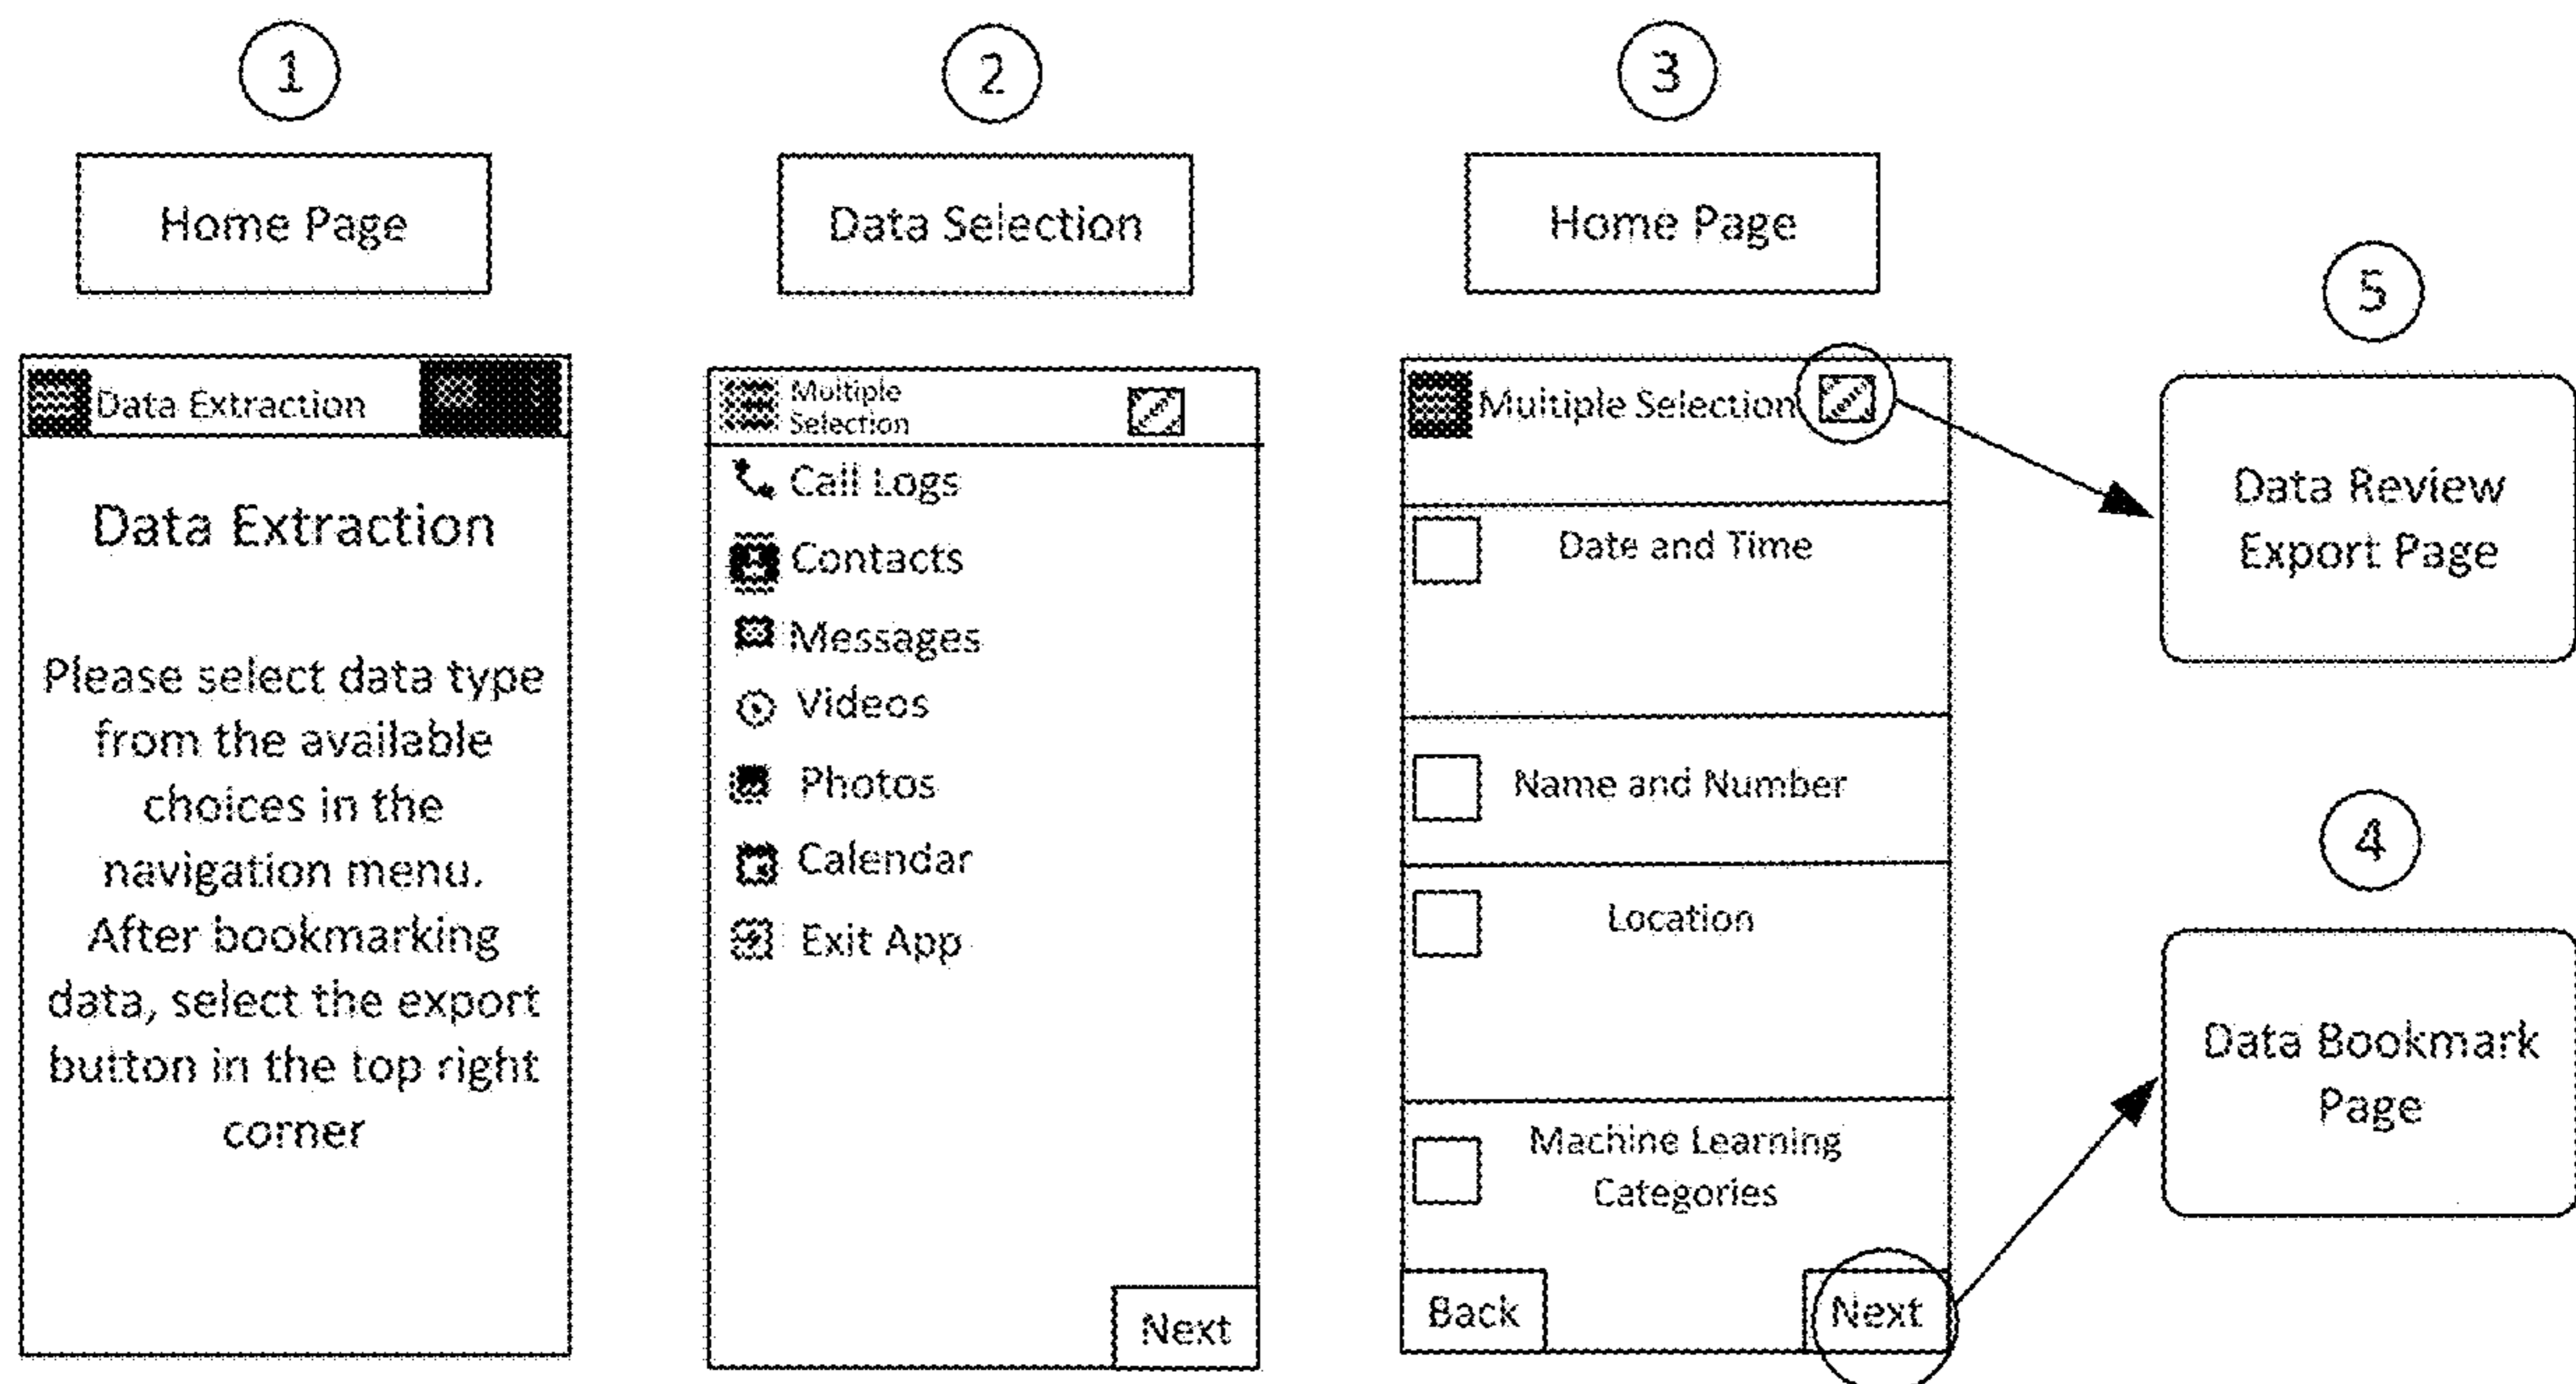 1
Home Page
Data Extraction
Data Extraction
Please select data type
from the available
choices in the
navigation menu.
After bookmarking
data, select the export
button in the top right
corner
2
Data Selection
Multiple
Selection
Call Logs
Contacts
Messages
Videos
Photos
Calendar
Exit App
Next
3
Home Page
Multiple Selection
Date and Time
Name and Number
Location
Machine Learning
Categories
Back
Next
5
Data Review
Export Page
4
Data Bookmark
Page